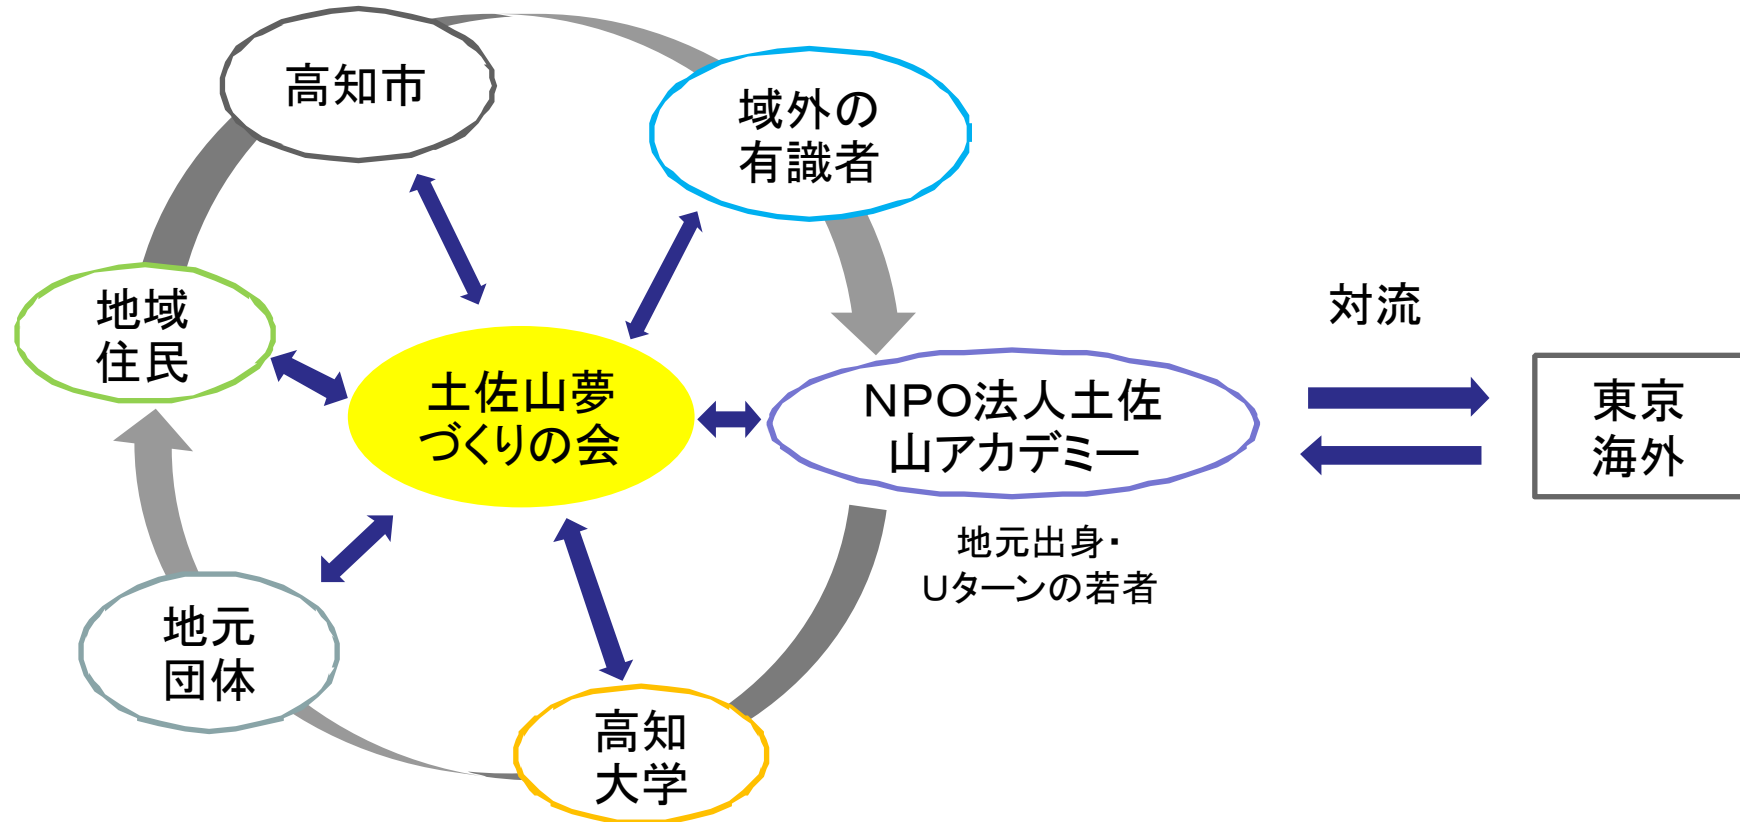 高知市
域外の
有識者
地域
住民
対流
土佐山夢
づくりの会
NPO法人土佐
山アカデミー
東京
海外
地元出身・
Uターンの若者
地元
団体
高知
大学